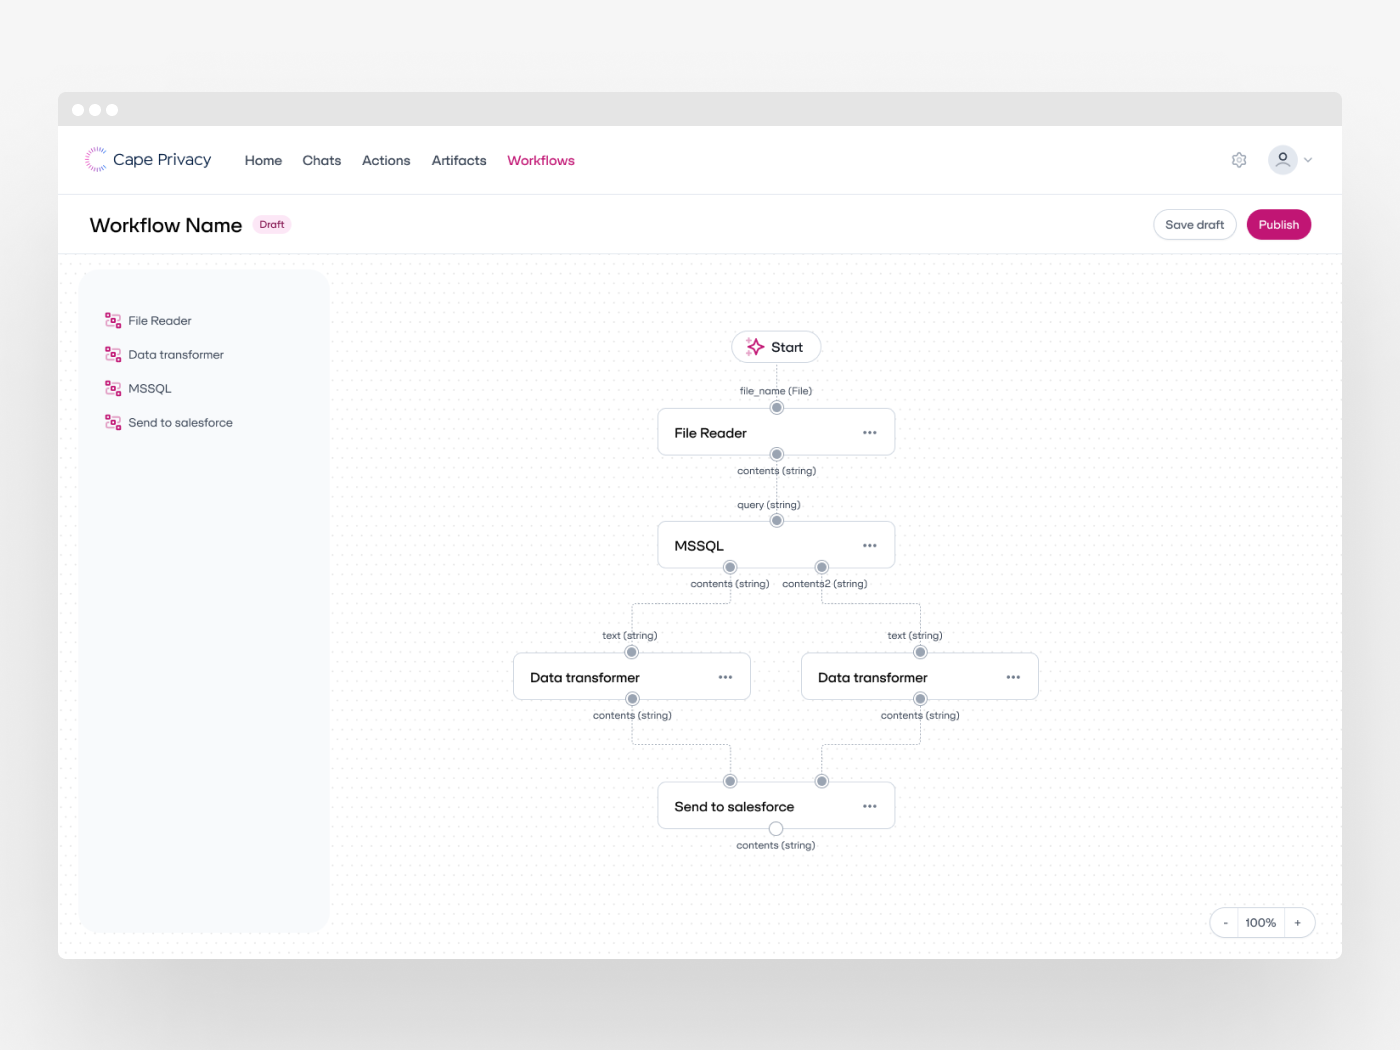 Cape Privacy
Home Chats Actions Artifacts Workflows
Workflow Name Draft
Save draft Publish
File Reader
Data transformer
MSSQL
Send to salesforce
Start
file_name (File)
File Reader
contents (string)
query (string)
MSSQL
contents (string) contents2 (string)
text (string) text (string)
Data transformer Data transformer
contents (string) contents (string)
Send to salesforce
contents (string)
- 100% +